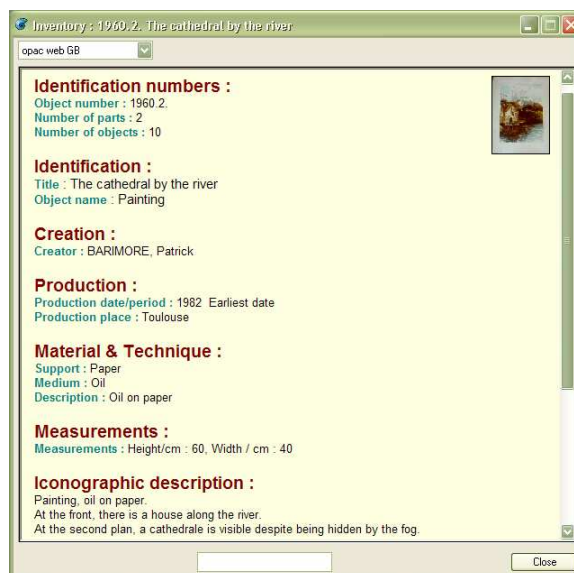 Inventory : 1960.2. The cathedral by the river
opac web GB
Identification numbers :
Object number : 1960.2.
Number of parts : 2
Number of objects : 10
Identification :
Title : The cathedral by the river
Object name : Painting
Creation :
Creator : BARIMORE, Patrick
Production :
Production date/period : 1982 Earliest date
Production place : Toulouse
Material & Technique :
Support : Paper
Medium : Oil
Description : Oil on paper
Measurements :
Measurements : Height/cm : 60, Width / cm : 40
Iconographic description :
Painting, oil on paper.
At the front, there is a house along the river.
At the second plan, a cathedrale is visible despite being hidden by the fog.
Close